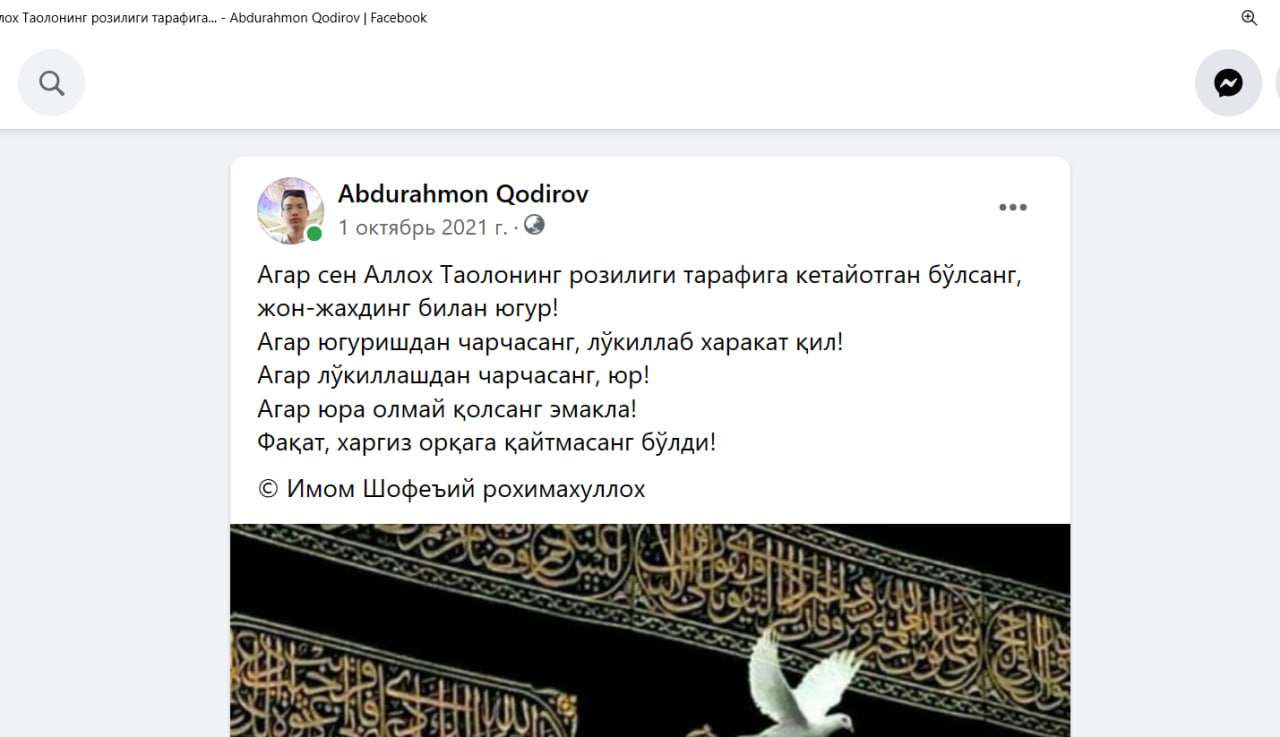 лох Таолонинг розилиги тарафига... - Abdurahmon Qodirov | Facebook
Abdurahmon Qodirov
1 октябрь 2021 г. ·
Агар сен Аллох Таолонинг розилиги тарафига кетайотган бўлсанг,
жон-жахдинг билан югур!
Агар югуришдан чарчасанг, лўкиллаб харакат қил!
Агар лўкиллашдан чарчасанг, юр!
Агар юра олмай қолсанг эмакла!
Фақат, харгиз орқага қайтмасанг бўлди!
© Имом Шофеъий рохимахуллох